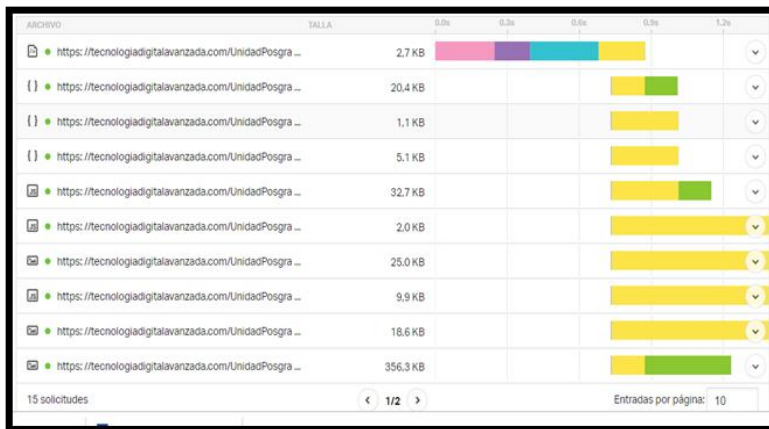 ARCHIVO TALLA 0.0s 0.3s 0.6s 0.9s 1.2s
https://tecnologiadigitalavanzada.com/UnidadPosgra ... 2,7 KB
{ } https://tecnologiadigitalavanzada.com/UnidadPosgra ... 20,4 KB
{ } https://tecnologiadigitalavanzada.com/UnidadPosgra ... 1,1 KB
{ } https://tecnologiadigitalavanzada.com/UnidadPosgra ... 5,1 KB
JS https://tecnologiadigitalavanzada.com/UnidadPosgra ... 32,7 KB
JS https://tecnologiadigitalavanzada.com/UnidadPosgra ... 2,0 KB
https://tecnologiadigitalavanzada.com/UnidadPosgra ... 25,0 KB
JS https://tecnologiadigitalavanzada.com/UnidadPosgra ... 9,9 KB
https://tecnologiadigitalavanzada.com/UnidadPosgra ... 18,6 KB
https://tecnologiadigitalavanzada.com/UnidadPosgra ... 356,3 KB
15 solicitudes 1/2 Entradas por página: 10